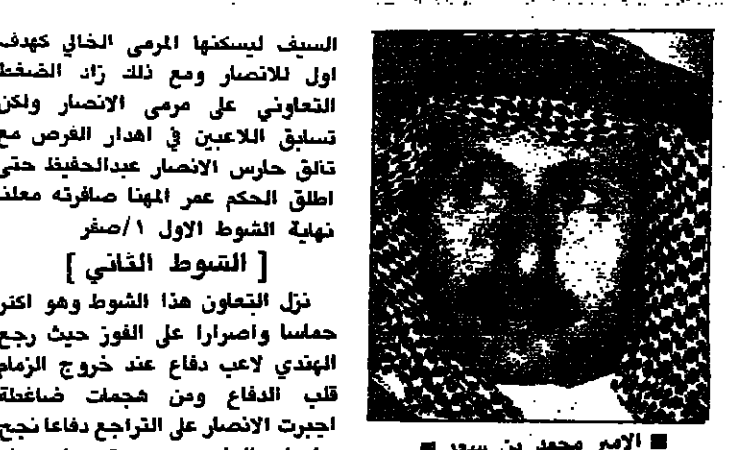 السيف ليسكنها المرمى الخالي كهدف
اول للانصار ومع ذلك زاد الضغط
التعاوني على مرمى الانصار ولكن
تسابق اللاعبين في اهدار الفرص مع
تالق حارس الانصار عبدالحفيظ حتى
اطلق الحكم عمر المهنا صافرته معلنا
نهاية الشوط الاول ١/صفر
[ الشوط الثاني ]
نزل التعاون هذا الشوط وهو اكثر
حماسا واصرارا على الفوز حيث رجع
الهندي لاعب دفاع عند خروج الزمام
قلب الدفاع ومن هجمات ضاغطة
اجبرت الانصار على التراجع دفاعا نجح
■ الامير محمد بن سعد ■